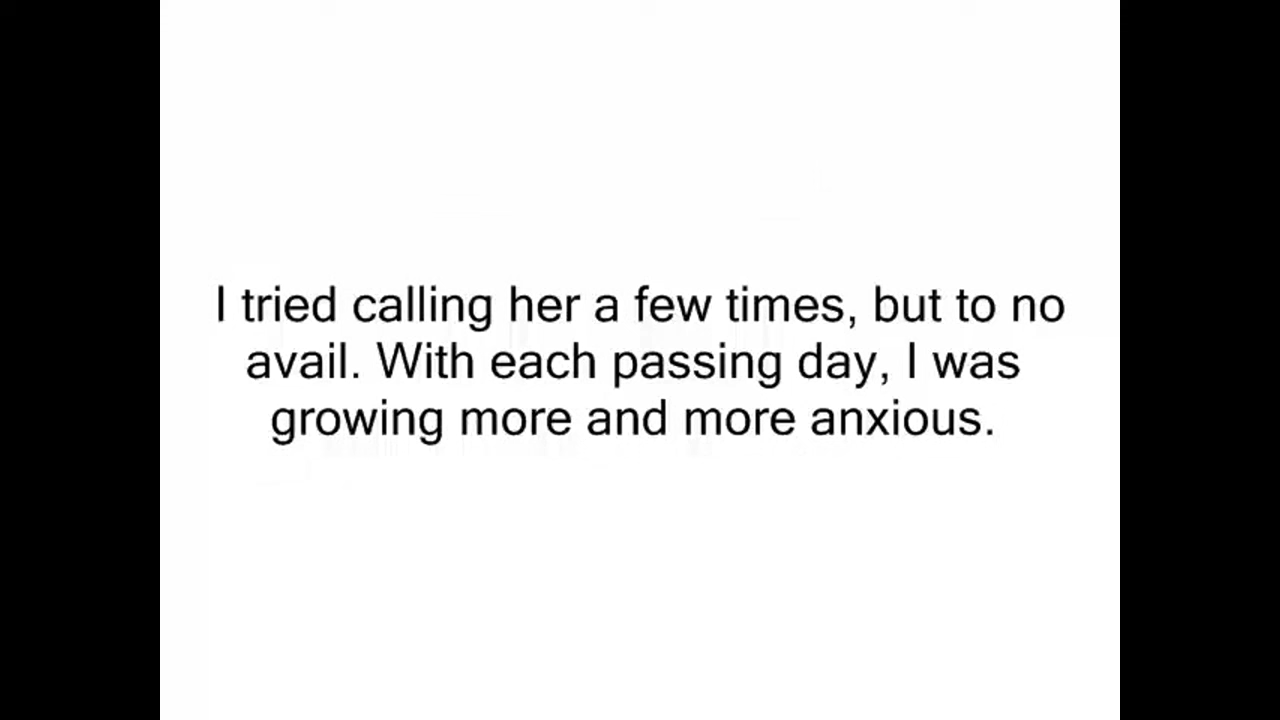 I tried calling her a few times, but to no
avail. With each passing day, I was
growing more and more anxious.